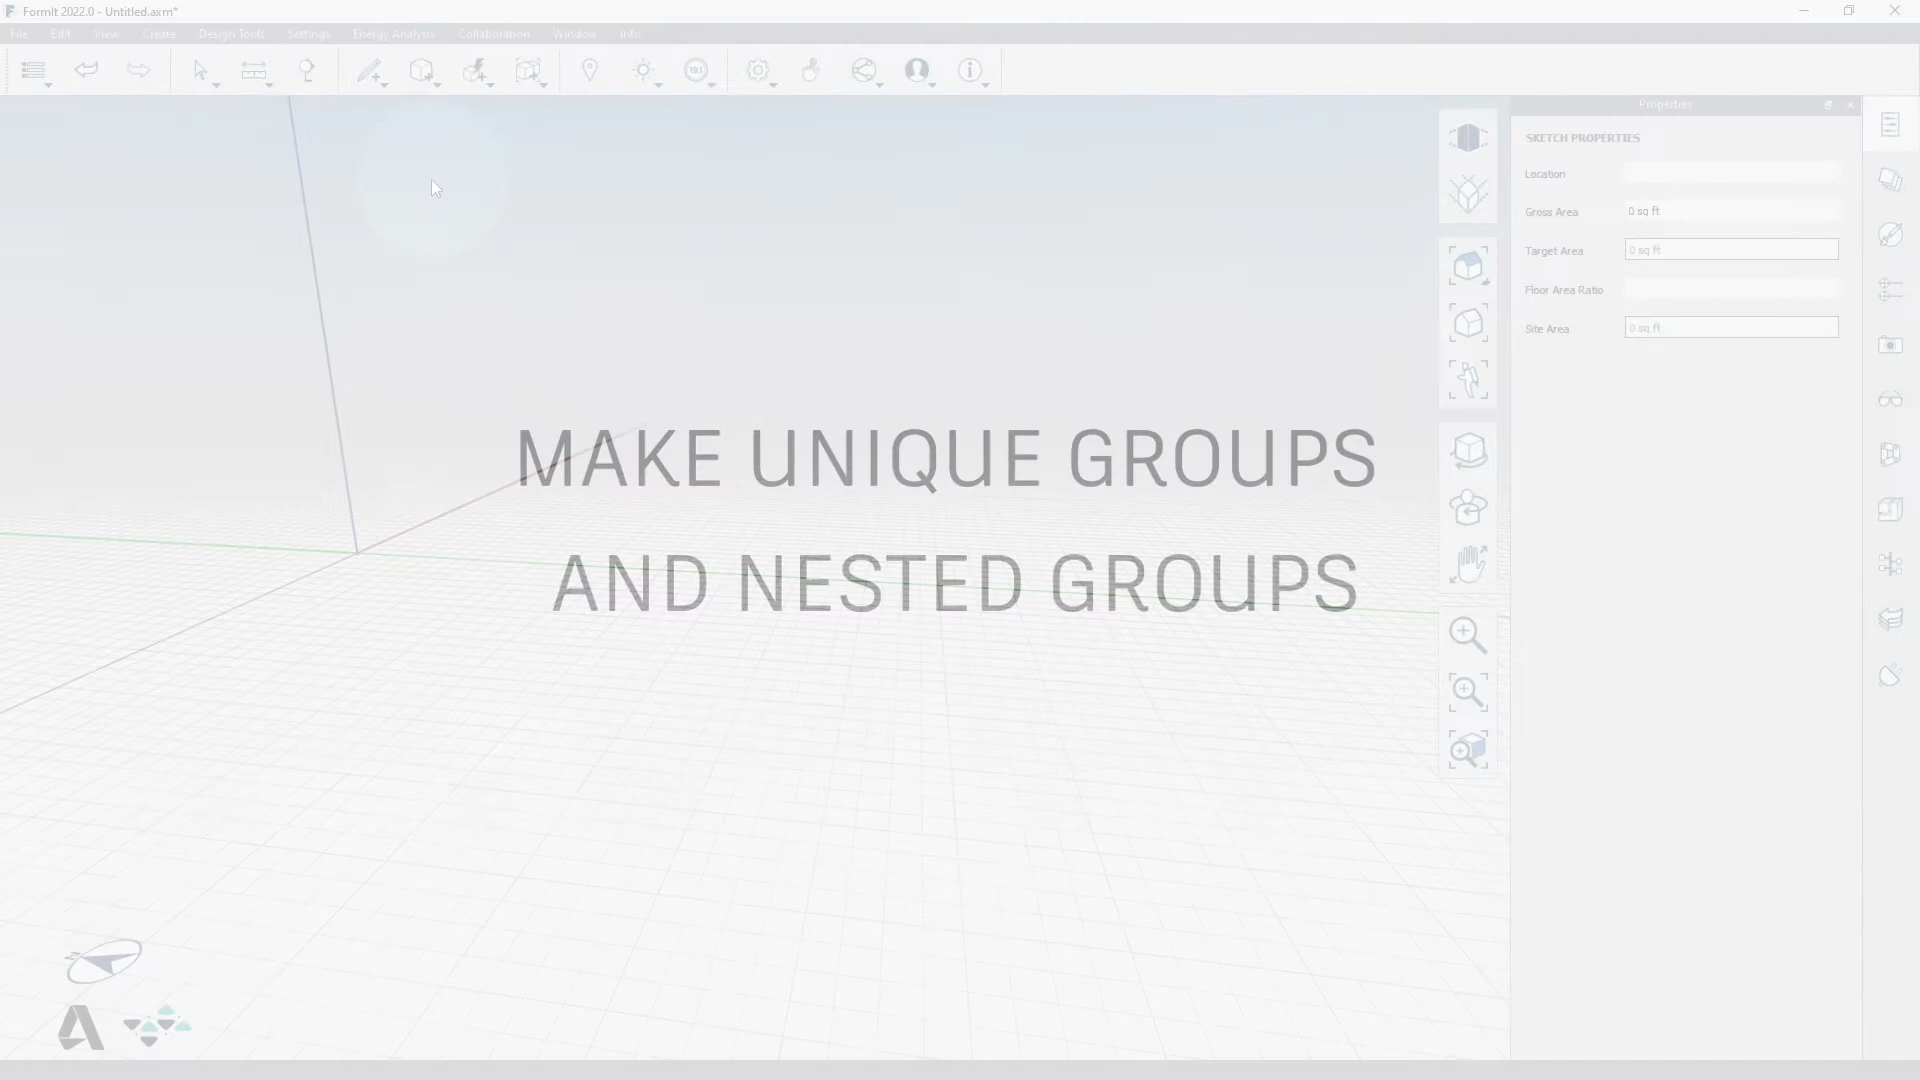 FormIt 2022.0 - Untitled.axm*
File Edit View Create Design Tools Settings Energy Analysis Collaboration Window Info
193
Properties
SKETCH PROPERTIES
Location
Gross Area 0 sq ft
Target Area 0 sq ft
Floor Area Ratio
Site Area 0 sq ft
MAKE UNIQUE GROUPS
AND NESTED GROUPS